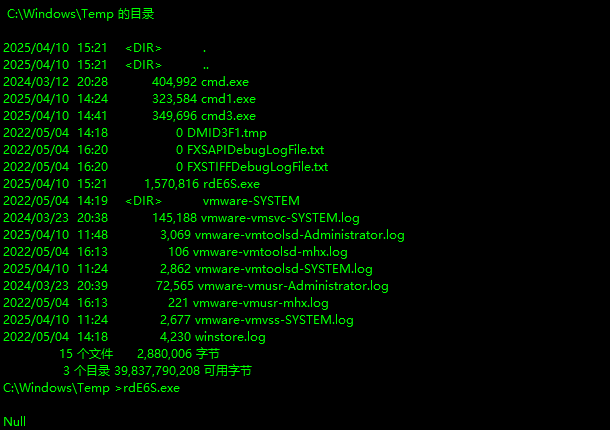 C:\Windows\Temp 的目录
2025/04/10 15:21 <DIR> .
2025/04/10 15:21 <DIR> ..
2024/03/12 20:28 404,992 cmd.exe
2025/04/10 14:24 323,584 cmd1.exe
2025/04/10 14:41 349,696 cmd3.exe
2022/05/04 14:18 0 DMID3F1.tmp
2022/05/04 16:20 0 FXSAPIDebugLogFile.txt
2022/05/04 16:20 0 FXSTIFFDebugLogFile.txt
2025/04/10 15:21 1,570,816 rdE6S.exe
2022/05/04 14:19 <DIR> vmware-SYSTEM
2024/03/23 20:38 145,188 vmware-vmsvc-SYSTEM.log
2025/04/10 11:48 3,069 vmware-vmtoolsd-Administrator.log
2022/05/04 16:13 106 vmware-vmtoolsd-mhx.log
2025/04/10 11:24 2,862 vmware-vmtoolsd-SYSTEM.log
2024/03/23 20:39 72,565 vmware-vmusr-Administrator.log
2022/05/04 16:13 221 vmware-vmusr-mhx.log
2025/04/10 11:24 2,677 vmware-vmvss-SYSTEM.log
2022/05/04 14:18 4,230 winstore.log
15 个文件 2,880,006 字节
3 个目录 39,837,790,208 可用字节
C:\Windows\Temp >rdE6S.exe
Null